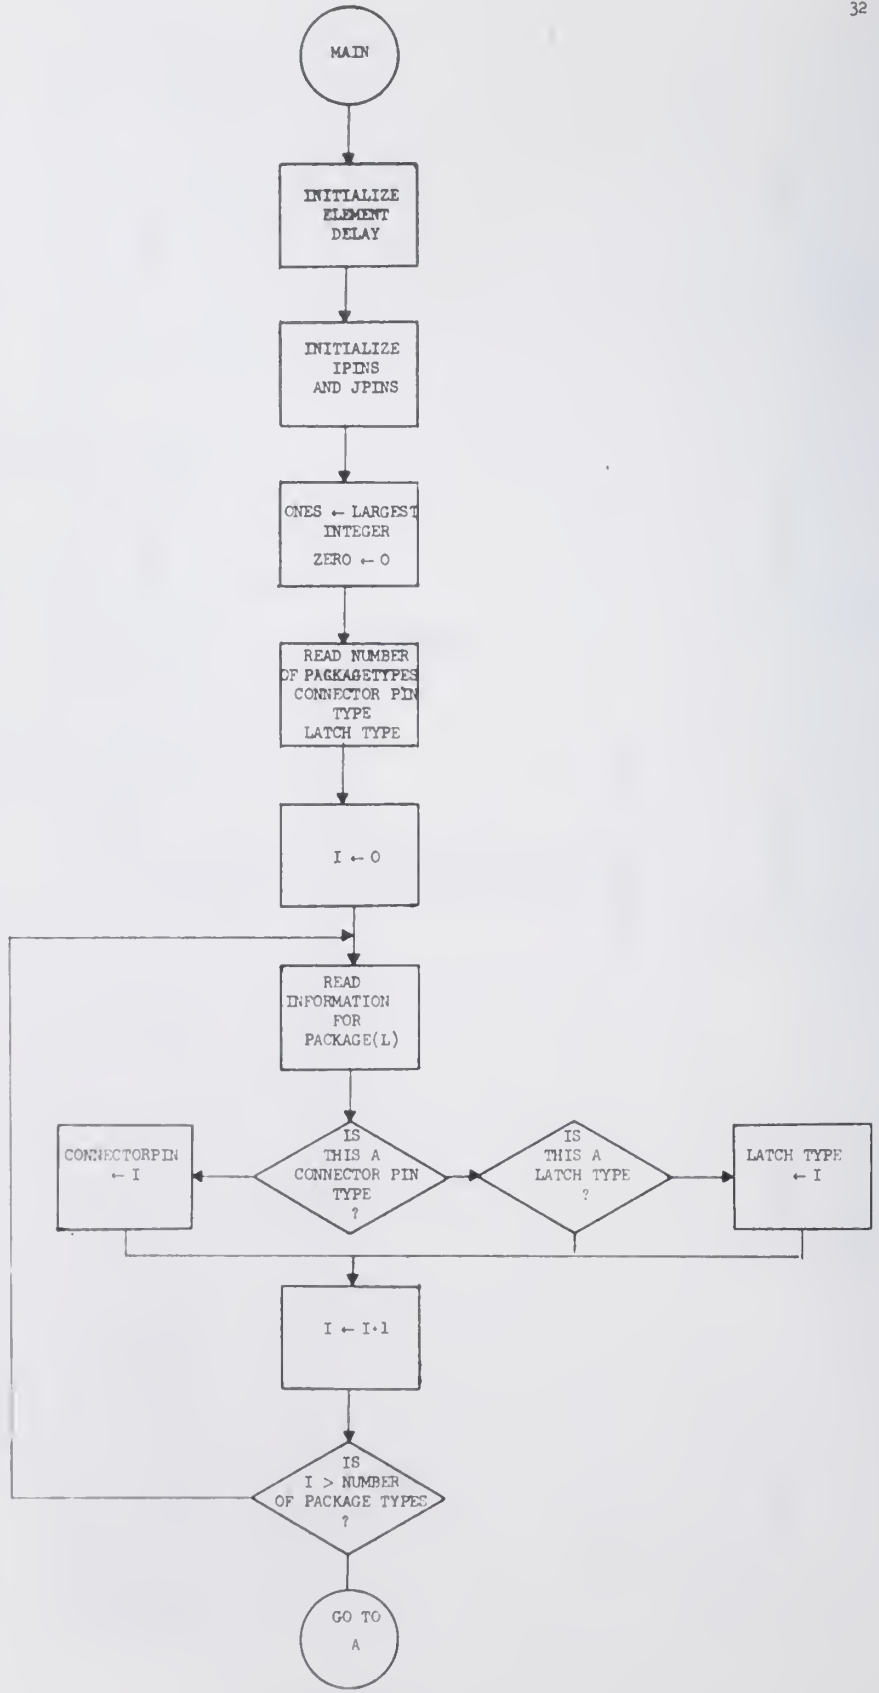 32
MAIN
INITIALIZE
ELEMENT
DELAY
INITIALIZE
IPINS
AND JPINS
ONES ← LARGEST
INTEGER
ZERO ← 0
READ NUMBER
OF PACKAGETYPES
CONNECTOR PIN
TYPE
LATCH TYPE
I ← 0
READ
INFORMATION
FOR
PACKAGE(L)
CONNECTORPIN
← I
IS
THIS A
CONNECTOR PIN
TYPE
?
IS
THIS A
LATCH TYPE
?
LATCH TYPE
← I
I ← I+1
IS
I > NUMBER
OF PACKAGE TYPES
?
GO TO
A